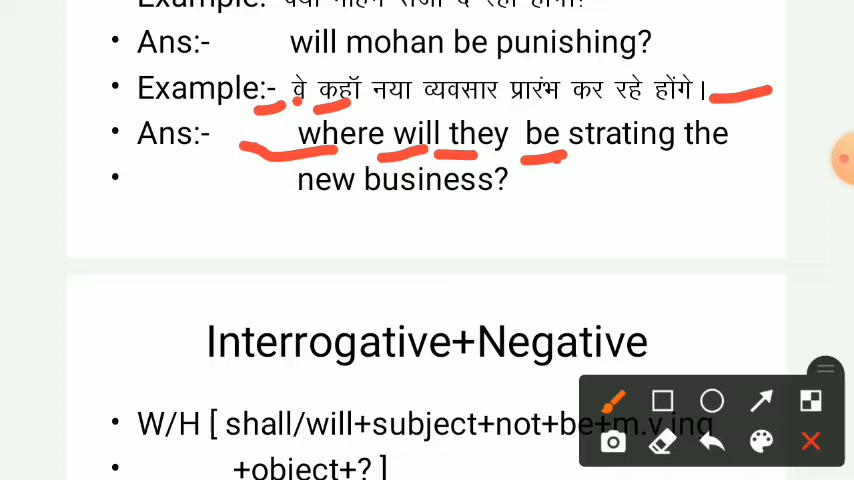 Example:
• Ans:- will mohan be punishing?
• Example:- वे कहॉ नया व्यवसार प्रारंभ कर रहे होंगे।
• Ans:- where will they be strating the
• new business?
Interrogative+Negative
• W/H [ shall/will+subject+not+be+m.v ing
• +object+? ]